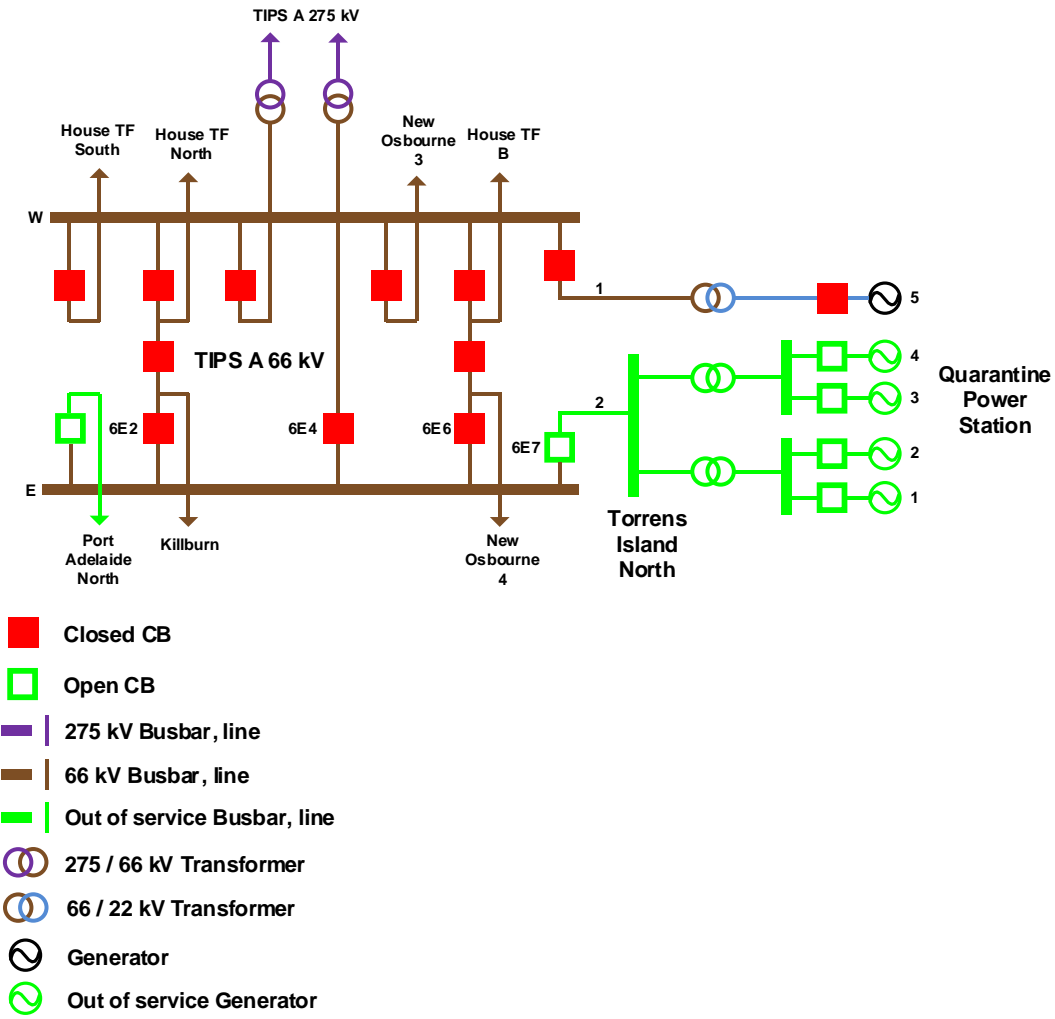 TIPS A 275 kV
House TF
South
House TF
North
New
Osbourne
3
House TF
B
W
1
5
TIPS A 66 kV
4
3
2
Quarantine
Power
Station
6E2
6E4
6E6
6E7
2
1
E
Port
Adelaide
North
Killburn
New
Osbourne
4
Torrens
Island
North
Closed CB
Open CB
275 kV Busbar, line
66 kV Busbar, line
Out of service Busbar, line
275 / 66 kV Transformer
66 / 22 kV Transformer
Generator
Out of service Generator